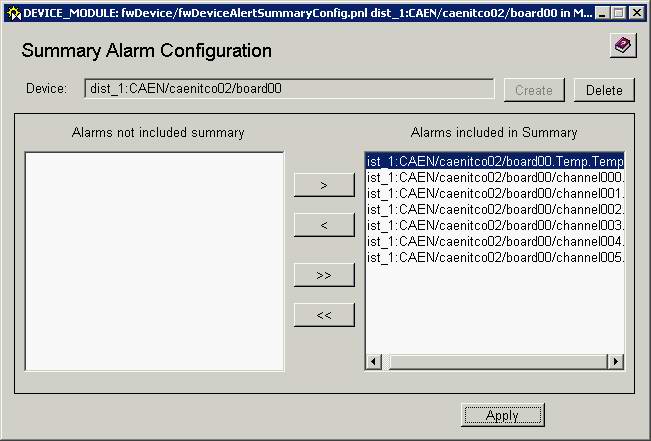 DEVICE_MODULE: fwDevice/fwDeviceAlertSummaryConfig.pnl dist_1:CAEN/caenitco02/board00 in M...
Summary Alarm Configuration
Device: dist_1:CAEN/caenitco02/board00 Create Delete
Alarms not included summary
Alarms included in Summary
ist_1:CAEN/caenitco02/board00.Temp.Temp
ist_1:CAEN/caenitco02/board00/channel000.
ist_1:CAEN/caenitco02/board00/channel001.
ist_1:CAEN/caenitco02/board00/channel002.
ist_1:CAEN/caenitco02/board00/channel003.
ist_1:CAEN/caenitco02/board00/channel004.
ist_1:CAEN/caenitco02/board00/channel005.
>
<
>>
<<
Apply